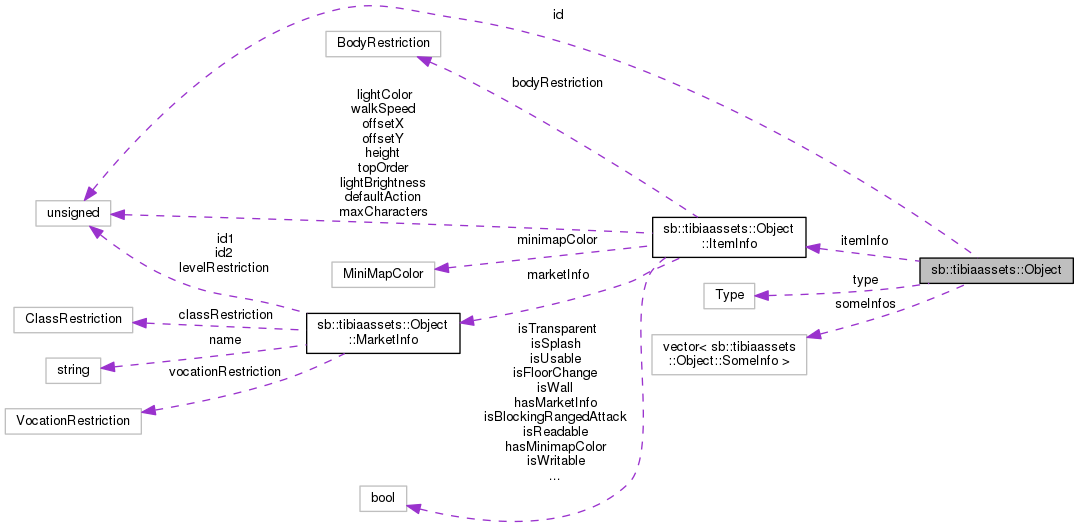 id
BodyRestriction
bodyRestriction
lightColor
walkSpeed
offsetX
offsetY
height
topOrder
lightBrightness
defaultAction
maxCharacters
unsigned
sb::tibiaassets::Object
::ItemInfo
itemInfo
minimapColor
id1
id2
levelRestriction
MiniMapColor
marketInfo
sb::tibiaassets::Object
type
Type
someInfos
ClassRestriction
classRestriction
sb::tibiaassets::Object
::MarketInfo
name
string
vocationRestriction
VocationRestriction
vector< sb::tibiaassets
::Object::SomeInfo >
isTransparent
isSplash
isUsable
isFloorChange
isWall
hasMarketInfo
isBlockingRangedAttack
isReadable
hasMinimapColor
isWritable
...
bool